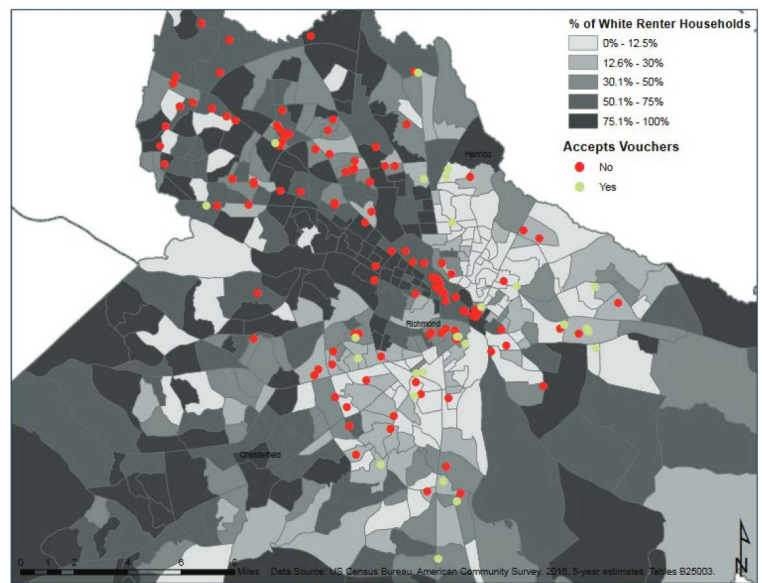 % of White Renter Households
0% - 12.5%
12.6% - 30%
30.1% - 50%
50.1% - 75%
75.1% - 100%
Accepts Vouchers
No
Yes
Henrico
Richmond
Chesterfield
0 1 2 4 6 8
Miles Data Source: US Census Bureau, American Community Survey. 2016, 5-year estimates, Tables B25003.
N